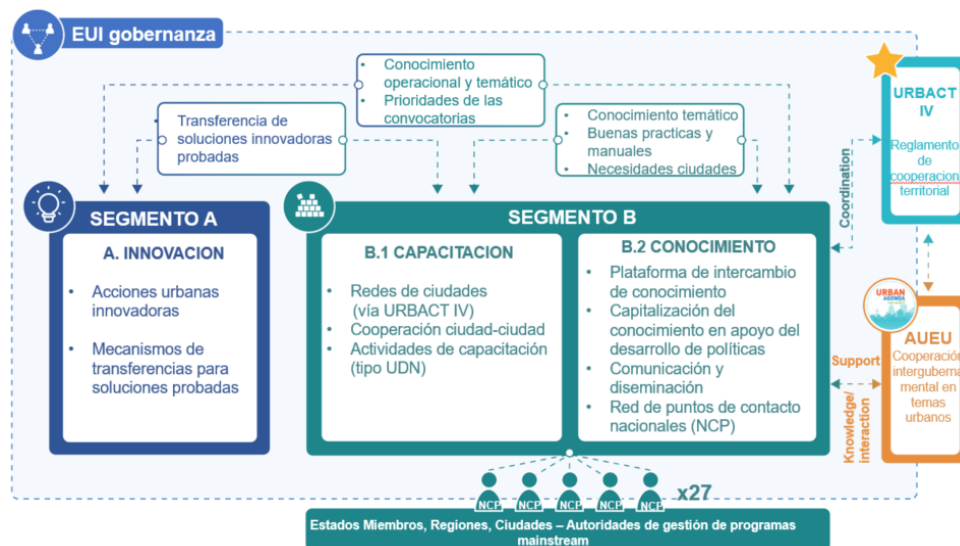 EUI gobernanza
• Conocimiento
operacional y temático
• Prioridades de las
convocatorias
• Transferencia de
soluciones innovadoras
probadas
• Conocimiento temático
• Buenas practicas y
manuales
• Necesidades ciudades
SEGMENTO A
A. INNOVACION
• Acciones urbanas
innovadoras
• Mecanismos de
transferencias para
soluciones probadas
SEGMENTO B
B.1 CAPACITACION
• Redes de ciudades
(vía URBACT IV)
• Cooperación ciudad-ciudad
• Actividades de capacitación
(tipo UDN)
B.2 CONOCIMIENTO
• Plataforma de intercambio
de conocimiento
• Capitalización del
conocimiento en apoyo del
desarrollo de políticas
• Comunicación y
diseminación
• Red de puntos de contacto
nacionales (NCP)
Coordination
URBACT
IV
Reglamento
de
cooperacion
territorial
URBAN
AGENDA
Support
Knowledge/
interaction
AUEU
Cooperación
interguberna
mental en
temas
urbanos
NCP NCP NCP NCP NCP
x27
Estados Miembros, Regiones, Ciudades – Autoridades de gestión de programas
mainstream